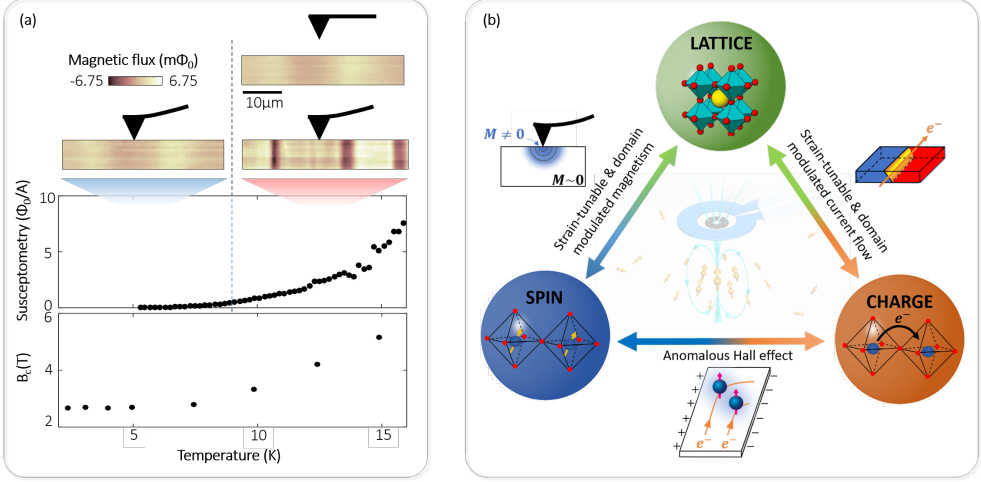 (a)
Magnetic flux (mΦ₀)
-6.75 6.75
10μm
Susceptometry (Φ₀/A)
10
5
0
B꜀(T)
6
4
2
5 10 15
Temperature (K)
(b)
LATTICE
M ≠ 0
M~0
Strain-tunable & domain
modulated magnetism
Strain-tunable & domain
modulated current flow
e⁻
SPIN
CHARGE
e⁻
Anomalous Hall effect
+ + + + +
− − − − −
e⁻ e⁻